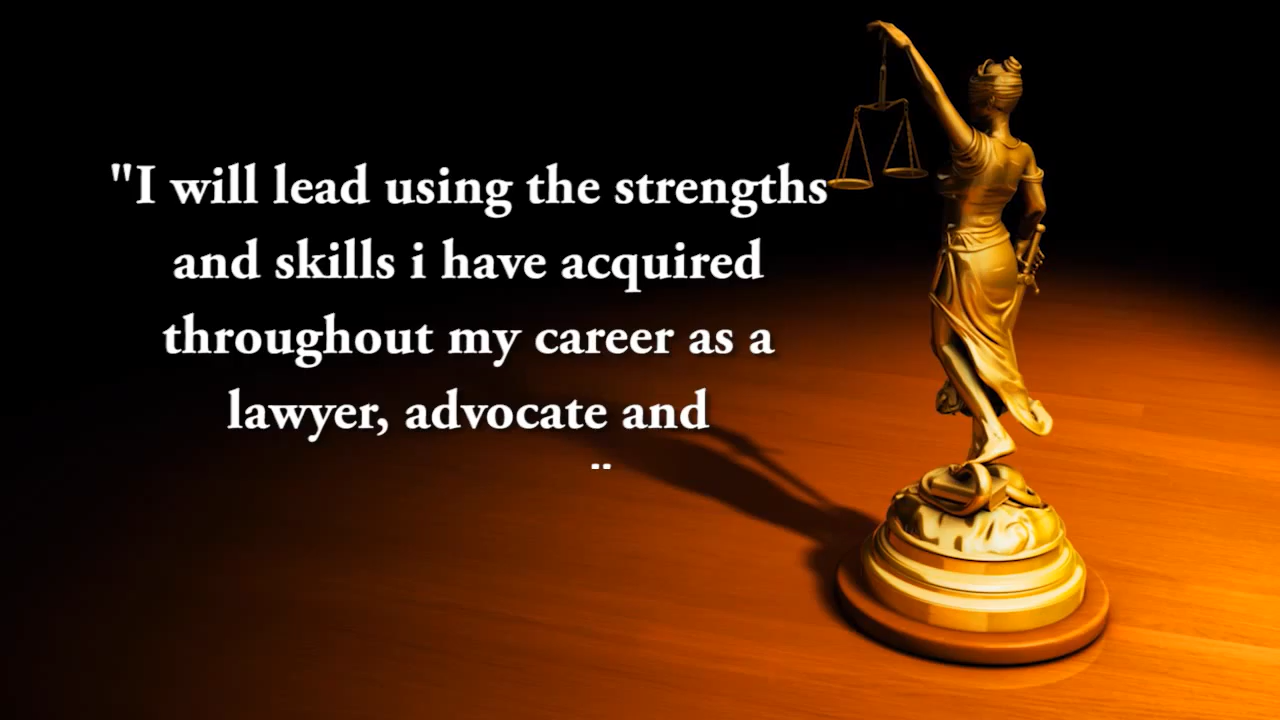 "I will lead using the strengths
and skills i have acquired
throughout my career as a
lawyer, advocate and